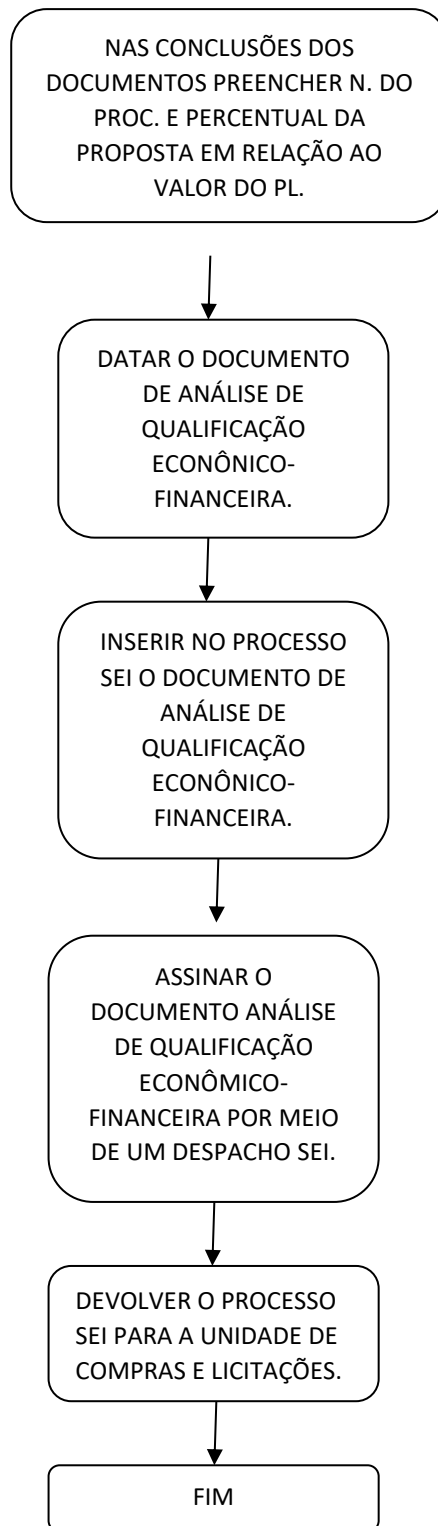 NAS CONCLUSÕES DOS
DOCUMENTOS PREENCHER N. DO
PROC. E PERCENTUAL DA
PROPOSTA EM RELAÇÃO AO
VALOR DO PL.
DATAR O DOCUMENTO
DE ANÁLISE DE
QUALIFICAÇÃO
ECONÔNICO-
FINANCEIRA.
INSERIR NO PROCESSO
SEI O DOCUMENTO DE
ANÁLISE DE
QUALIFICAÇÃO
ECONÔNICO-
FINANCEIRA.
ASSINAR O
DOCUMENTO ANÁLISE
DE QUALIFICAÇÃO
ECONÔMICO-
FINANCEIRA POR MEIO
DE UM DESPACHO SEI.
DEVOLVER O PROCESSO
SEI PARA A UNIDADE DE
COMPRAS E LICITAÇÕES.
FIM